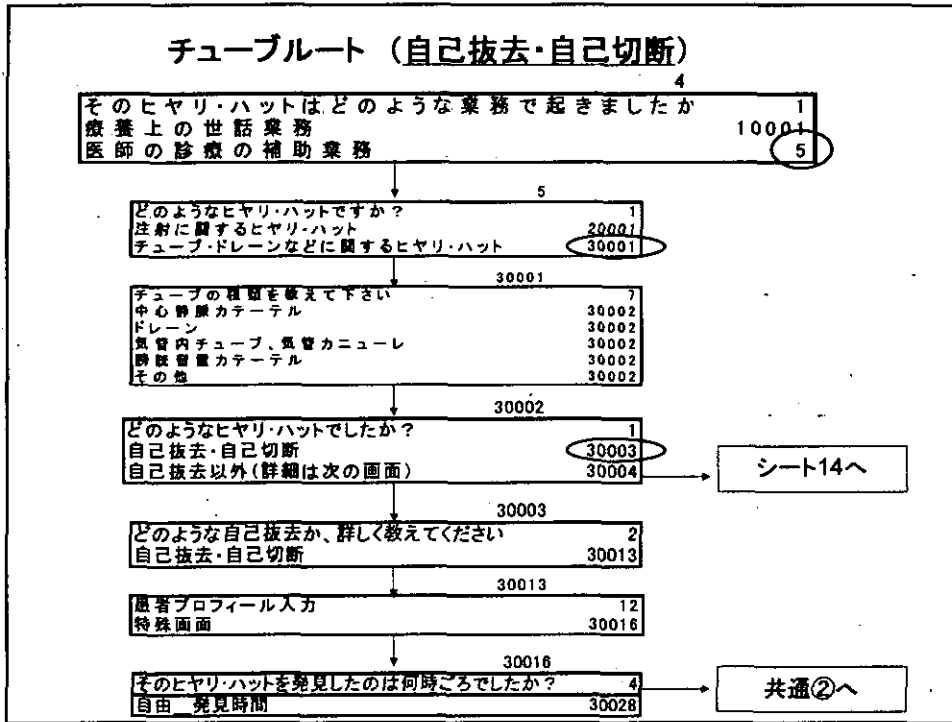 チューブルート （自己抜去・自己切断）
4
そのヒヤリ・ハットはどのような業務で起きましたか 1
療養上の世話業務 10001
医師の診療の補助業務 5
5
どのようなヒヤリ・ハットですか？ 1
注射に関するヒヤリ・ハット 20001
チューブ・ドレーンなどに関するヒヤリ・ハット 30001
30001
チューブの種類を教えて下さい 7
中心静脈カテーテル 30002
ドレーン 30002
気管内チューブ、気管カニューレ 30002
膀胱留置カテーテル 30002
その他 30002
30002
どのようなヒヤリ・ハットでしたか？ 1
自己抜去・自己切断 30003
自己抜去以外(詳細は次の画面) 30004
シート14へ
30003
どのような自己抜去か、詳しく教えてください 2
自己抜去・自己切断 30013
30013
患者プロフィール入力 12
特殊画面 30016
30016
そのヒヤリ・ハットを発見したのは何時ごろでしたか？ 4
自由 発見時間 30028
共通②へ